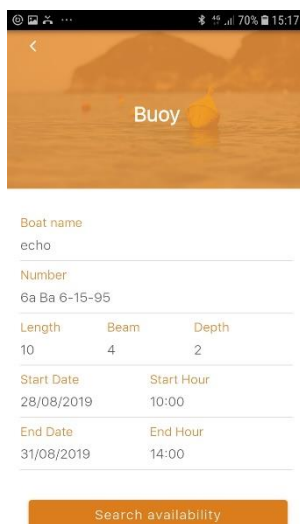 70% 15:17
Buoy
Boat name
echo
Number
6a Ba 6-15-95
Length Beam Depth
10 4 2
Start Date Start Hour
28/08/2019 10:00
End Date End Hour
31/08/2019 14:00
Search availability